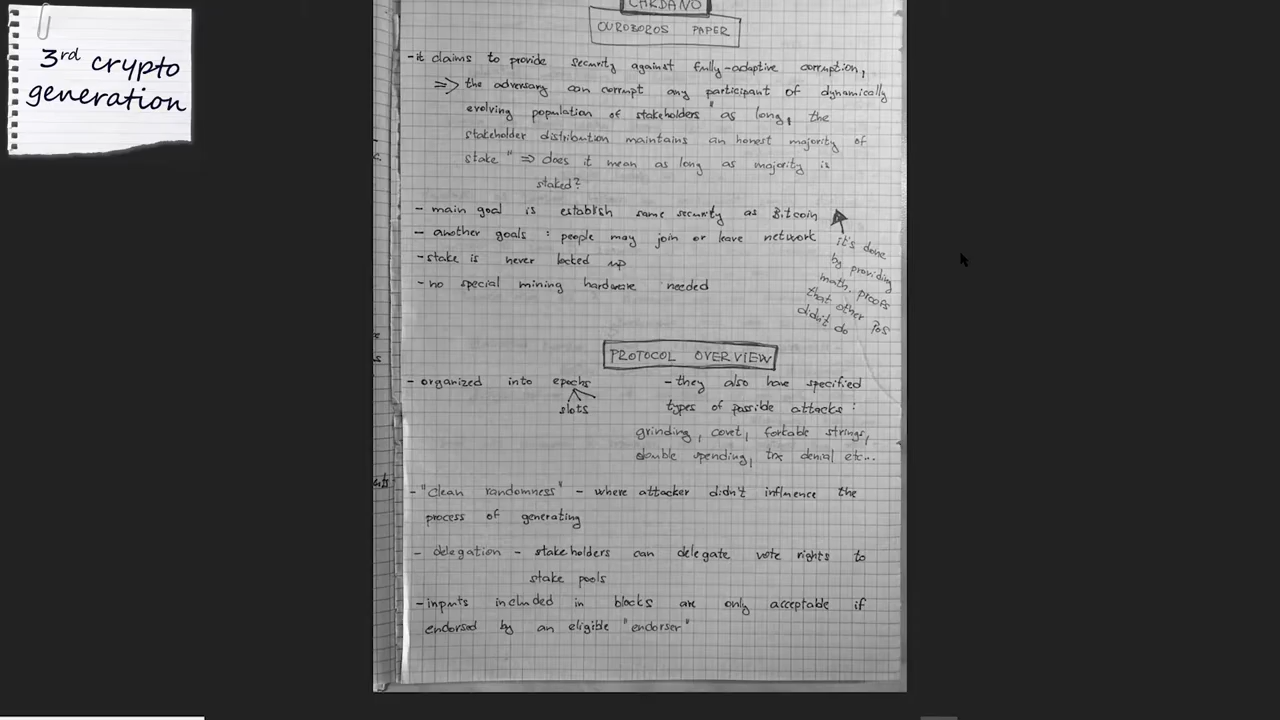 3rd crypto
generation
CARDANO
OUROBOROS PAPER
- it claims to provide security against fully-adaptive corruption,
=> the adversary can corrupt any participant of dynamically
evolving population of stakeholders " as long, the
stakeholder distribution maintains an honest majority of
stake " => does it mean as long as majority is
staked?
- main goal is establish same security as Bitcoin
- another goals : people may join or leave network
- stake is never locked up
- no special mining hardware needed
it's done
by providing
math. proofs
that other PoS
didn't do
PROTOCOL OVERVIEW
- organized into epochs
slots
- they also have specified
types of possible attacks :
grinding, covet, forkable strings,
double spending, trx denial etc...
- "clean randomness" - where attacker didn't influence the
process of generating
- delegation - stakeholders can delegate vote rights to
stake pools
- inputs included in blocks are only acceptable if
endorsed by an eligible "endorser"